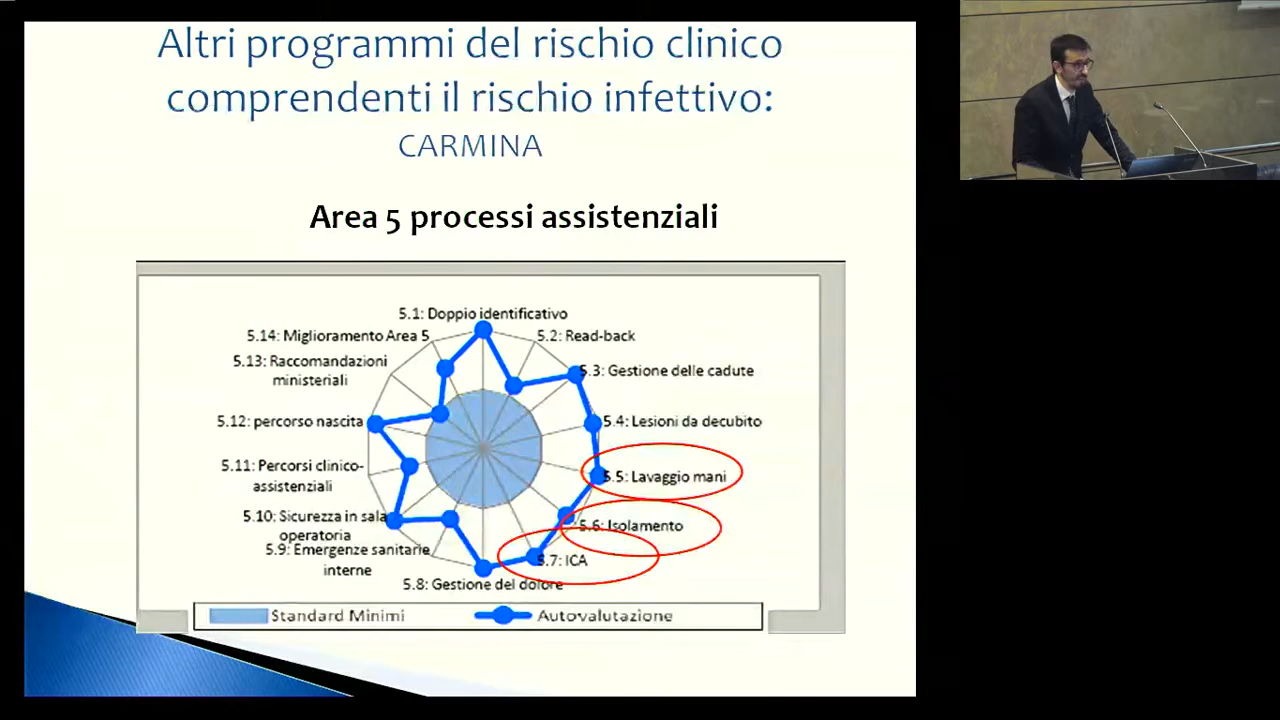 Altri programmi del rischio clinico
comprendenti il rischio infettivo:
CARMINA
Area 5 processi assistenziali
5.1: Doppio identificativo
5.2: Read-back
5.3: Gestione delle cadute
5.4: Lesioni da decubito
5.5: Lavaggio mani
5.6: Isolamento
5.7: ICA
5.8: Gestione del dolore
5.9: Emergenze sanitarie
interne
5.10: Sicurezza in sala
operatoria
5.11: Percorsi clinico-
assistenziali
5.12: percorso nascita
5.13: Raccomandazioni
ministeriali
5.14: Miglioramento Area 5
Standard Minimi
Autovalutazione